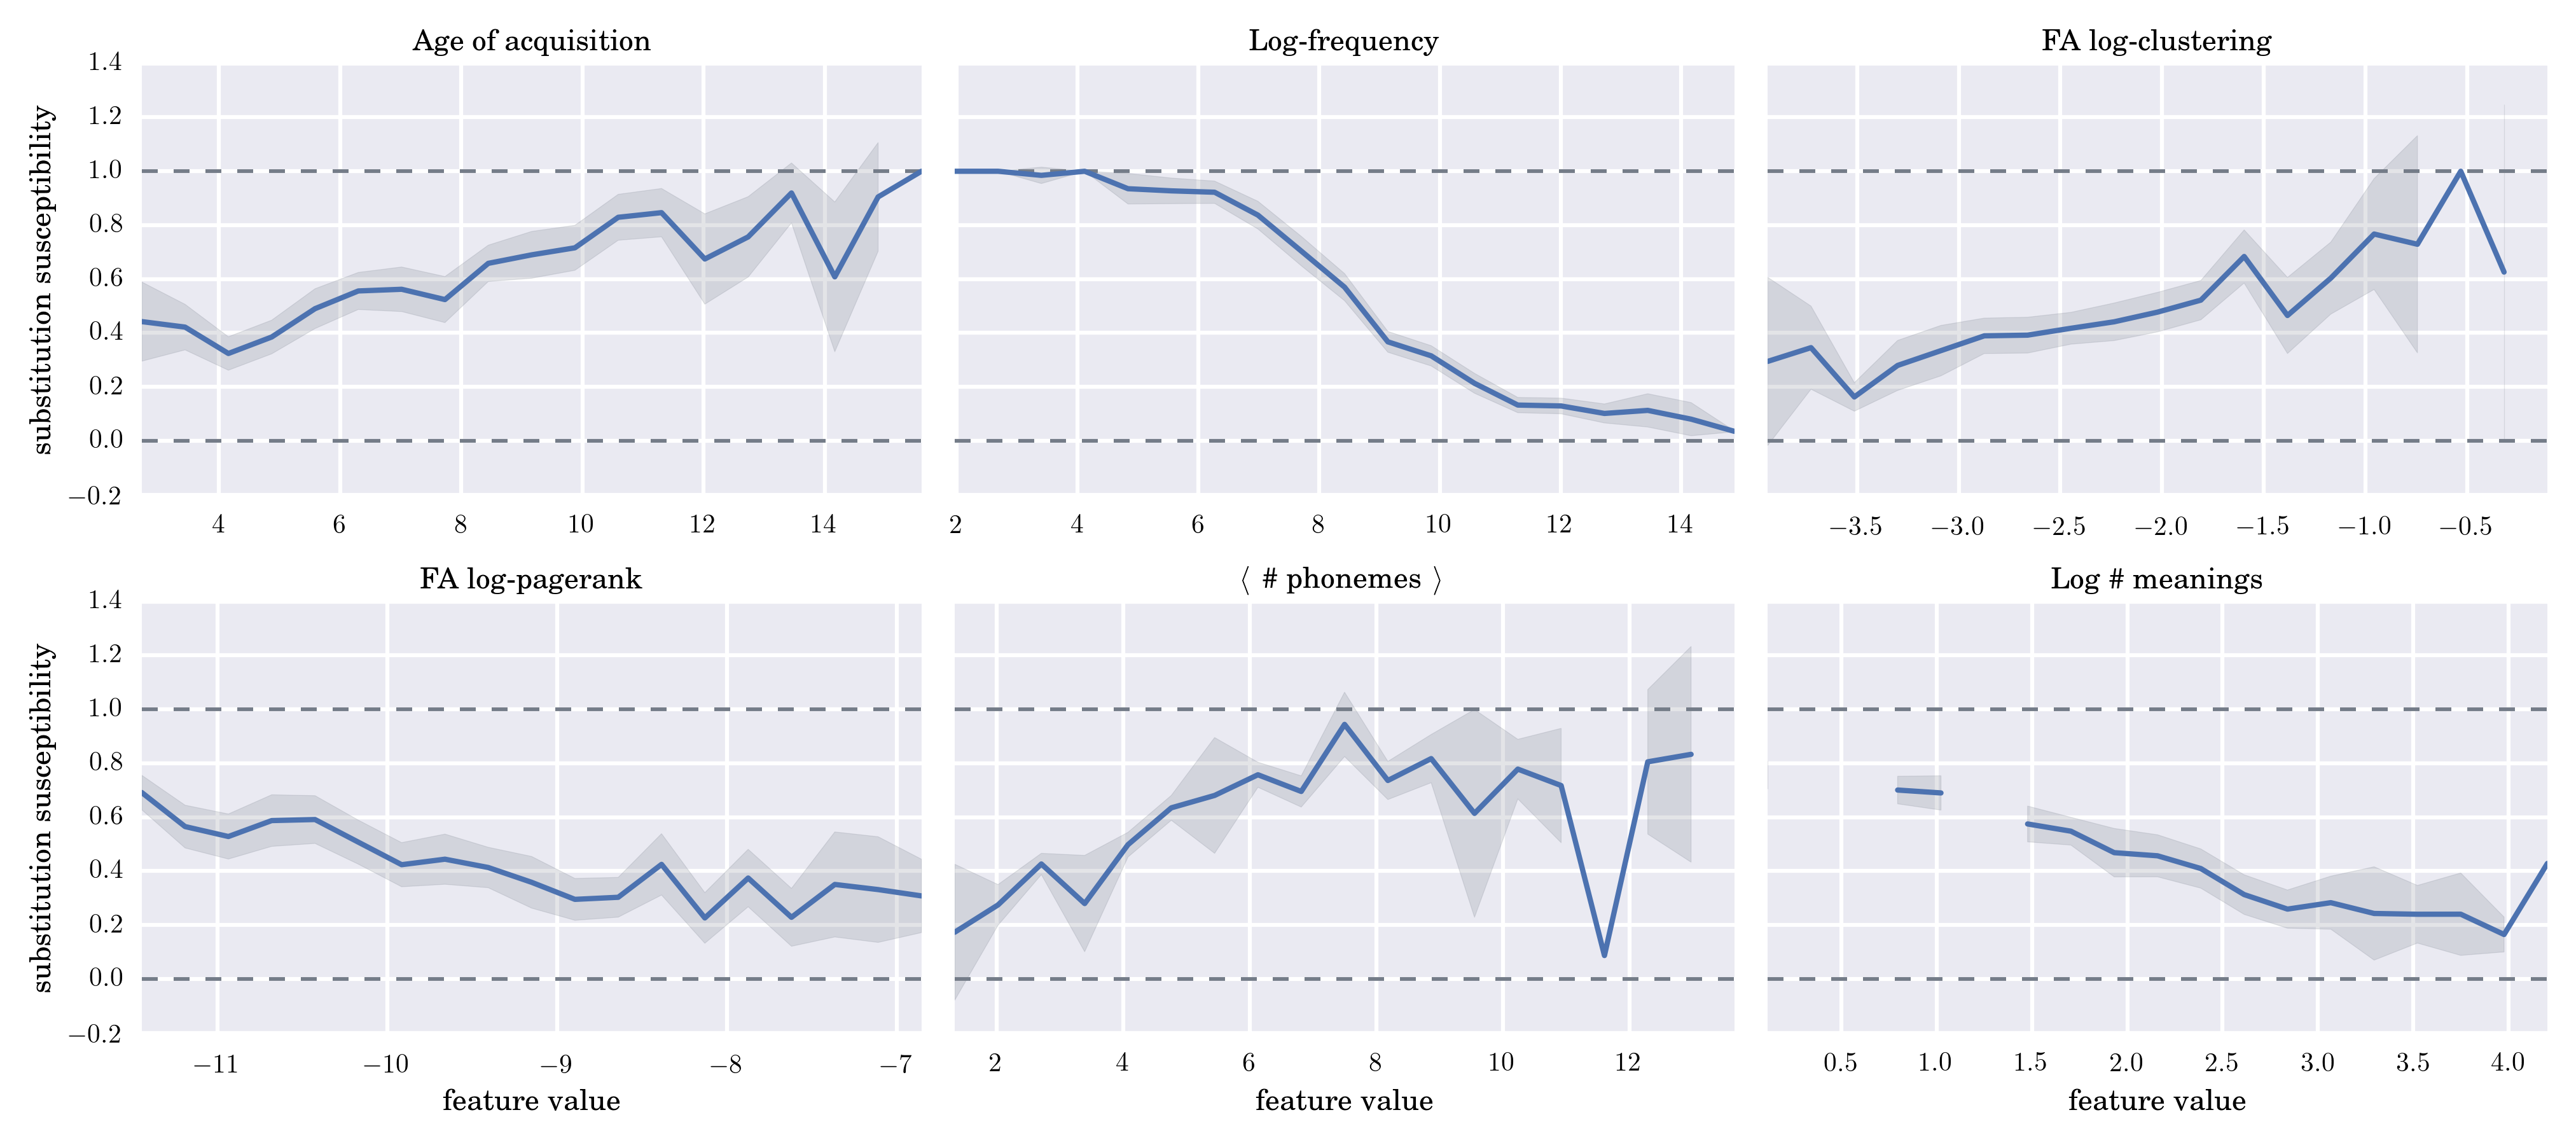 Age of acquisition
Log-frequency
FA log-clustering
substitution susceptibility
1.4
1.2
1.0
0.8
0.6
0.4
0.2
0.0
−0.2
4 6 8 10 12 14
2 4 6 8 10 12 14
−3.5 −3.0 −2.5 −2.0 −1.5 −1.0 −0.5
FA log-pagerank
⟨ # phonemes ⟩
Log # meanings
substitution susceptibility
1.4
1.2
1.0
0.8
0.6
0.4
0.2
0.0
−0.2
−11 −10 −9 −8 −7
2 4 6 8 10 12
0.5 1.0 1.5 2.0 2.5 3.0 3.5 4.0
feature value
feature value
feature value